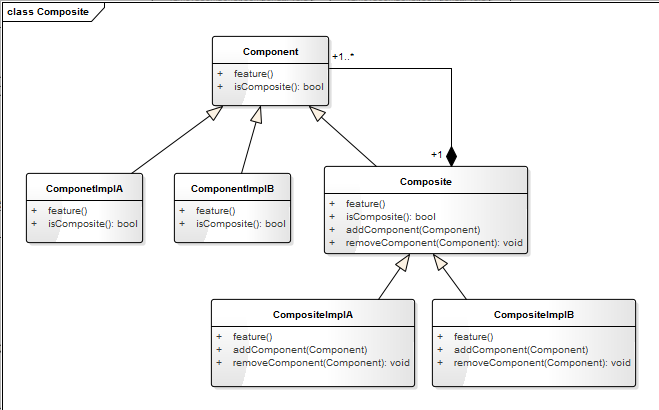 class Composite
Component
+ feature()
+ isComposite(): bool
+1..*
+1
ComponetImplA
+ feature()
+ isComposite(): bool
ComponentImplB
+ feature()
+ isComposite(): bool
Composite
+ feature()
+ isComposite(): bool
+ addComponent(Component)
+ removeComponent(Component): void
CompositeImplA
+ feature()
+ addComponent(Component)
+ removeComponent(Component): void
CompositeImplB
+ feature()
+ addComponent(Component)
+ removeComponent(Component): void